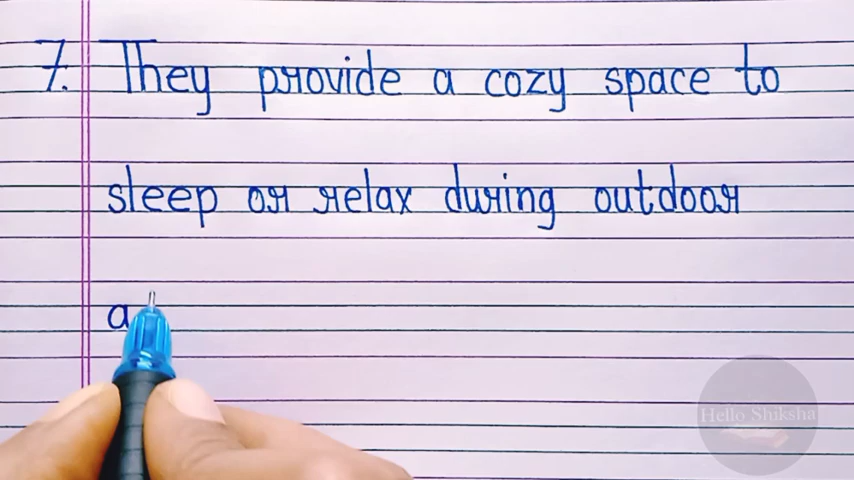 7. They provide a cozy space to
sleep or relax during outdoor
a
Hello Shiksha